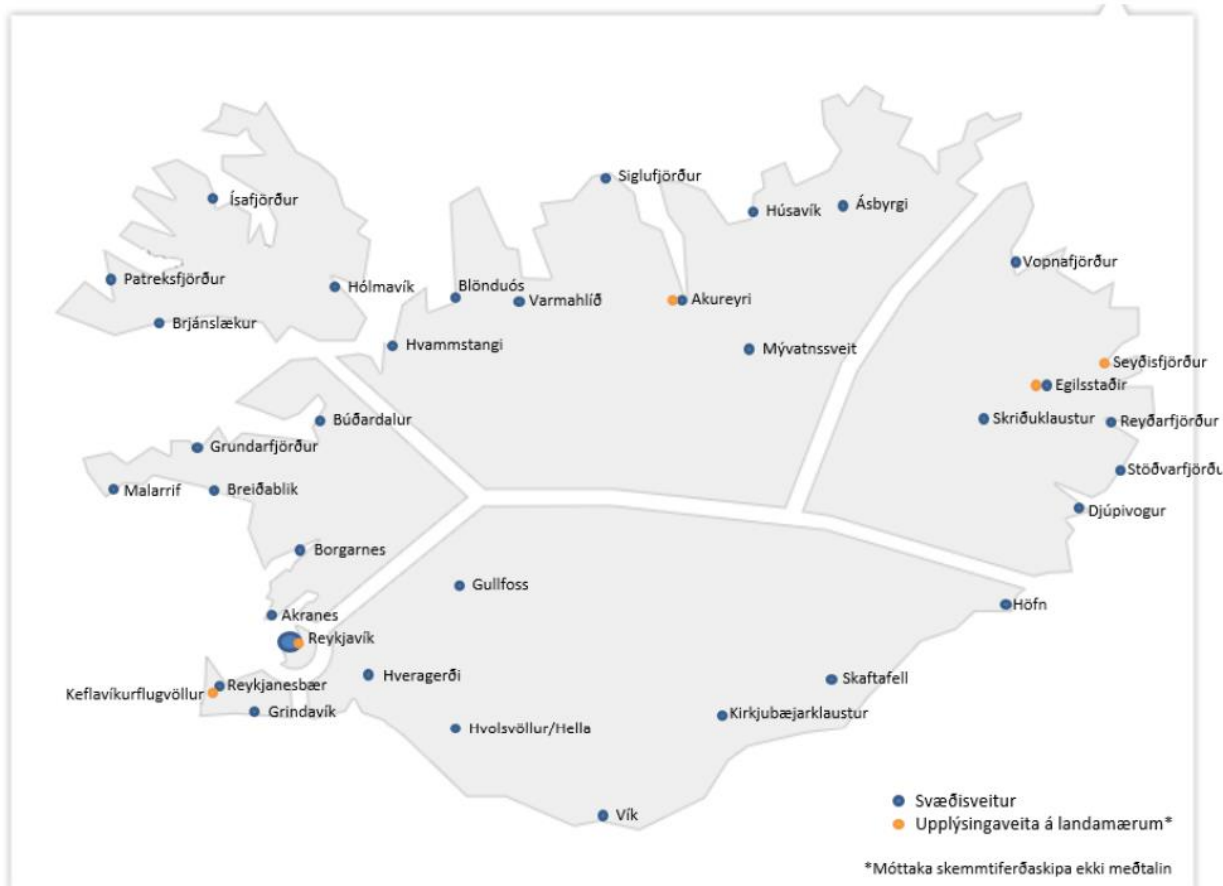 Siglufjörður
Ísafjörður
Húsavík
Ásbyrgi
Vopnafjörður
Patreksfjörður
Hólmavík
Blönduós
Varmahlíð
Akureyri
Brjánslækur
Hvammstangi
Mývatnssveit
Seyðisfjörður
Egilsstaðir
Búðardalur
Skriðuklaustur
Reyðarfjörður
Grundarfjörður
Stöðvarfjörðu
Malarrif
Breiðablik
Djúpivogur
Borgarnes
Gullfoss
Höfn
Akranes
Reykjavík
Hveragerði
Skaftafell
Reykjanesbær
Keflavíkurflugvöllur
Grindavík
Kirkjubæjarklaustur
Hvolsvöllur/Hella
Vík
Svæðisveitur
Upplýsingaveita á landamærum*
*Móttaka skemmtiferðaskipa ekki meðtalin